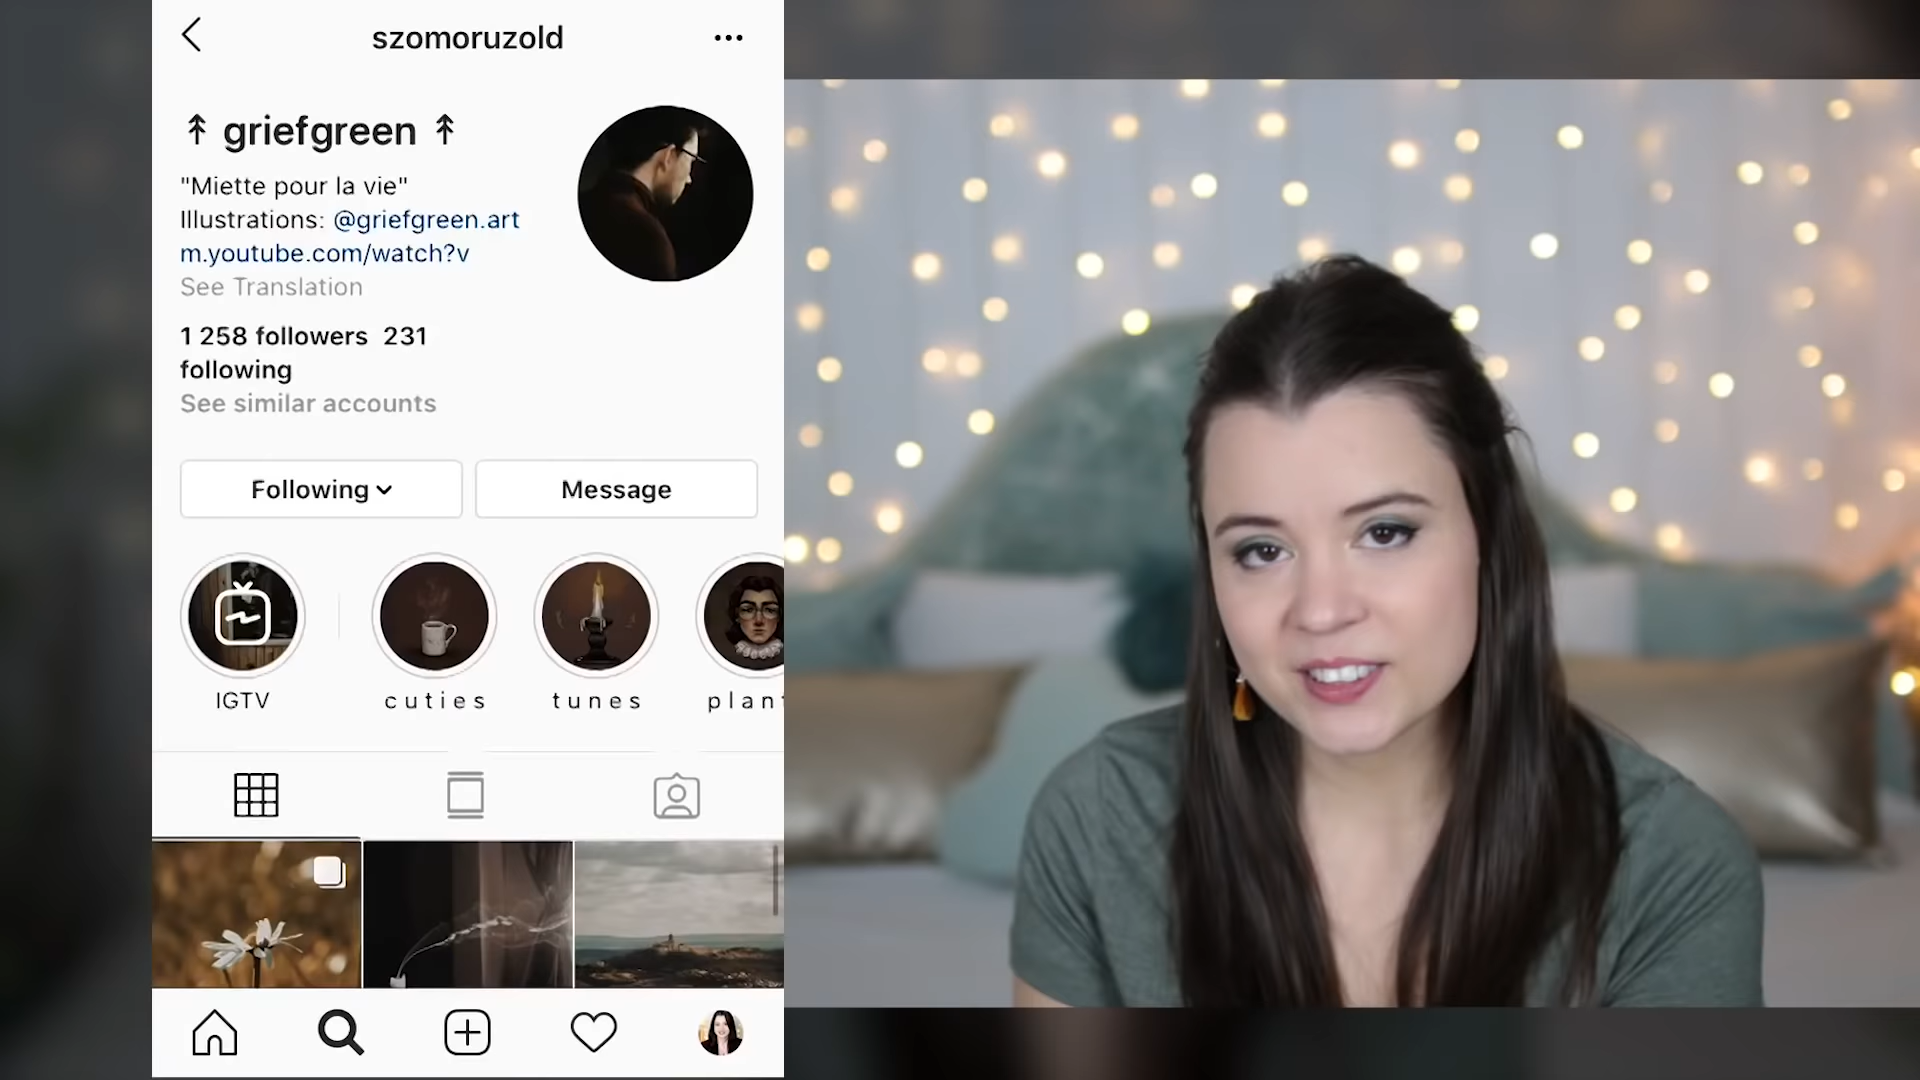 szomoruzold
↟ griefgreen ↟
"Miette pour la vie"
Illustrations: @griefgreen.art
m.youtube.com/watch?v
See Translation
1 258 followers 231
following
See similar accounts
Following Message
IGTV cuties tunes plant